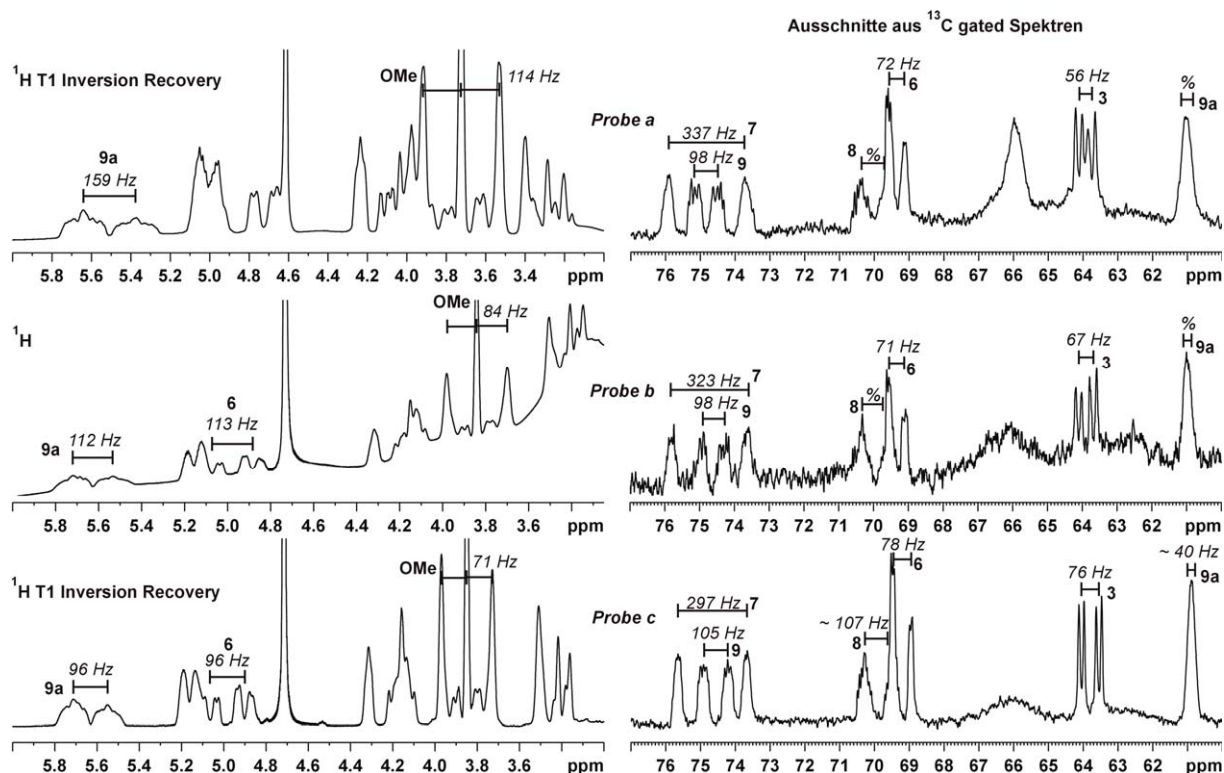 Ausschnitte aus ¹³C gated Spektren
¹H T1 Inversion Recovery
OMe
114 Hz
9a
159 Hz
5.8 5.6 5.4 5.2 5.0 4.8 4.6 4.4 4.2 4.0 3.8 3.6 3.4 ppm
Probe a
337 Hz 7
98 Hz 9
8 %
72 Hz
6
56 Hz
3
%
9a
76 75 74 73 72 71 70 69 68 67 66 65 64 63 62 ppm
¹H
OMe
84 Hz
6
113 Hz
9a 112 Hz
5.8 5.6 5.4 5.2 5.0 4.8 4.6 4.4 4.2 4.0 3.8 3.6 ppm
Probe b
323 Hz 7
98 Hz 9
8 %
71 Hz
6
67 Hz
3
%
9a
76 75 74 73 72 71 70 69 68 67 66 65 64 63 62 ppm
¹H T1 Inversion Recovery
OMe 71 Hz
6
96 Hz
9a 96 Hz
5.8 5.6 5.4 5.2 5.0 4.8 4.6 4.4 4.2 4.0 3.8 3.6 ppm
Probe c
297 Hz 7
105 Hz
9
~ 107 Hz
8
78 Hz
6
76 Hz
3
~ 40 Hz
9a
76 75 74 73 72 71 70 69 68 67 66 65 64 63 62 ppm